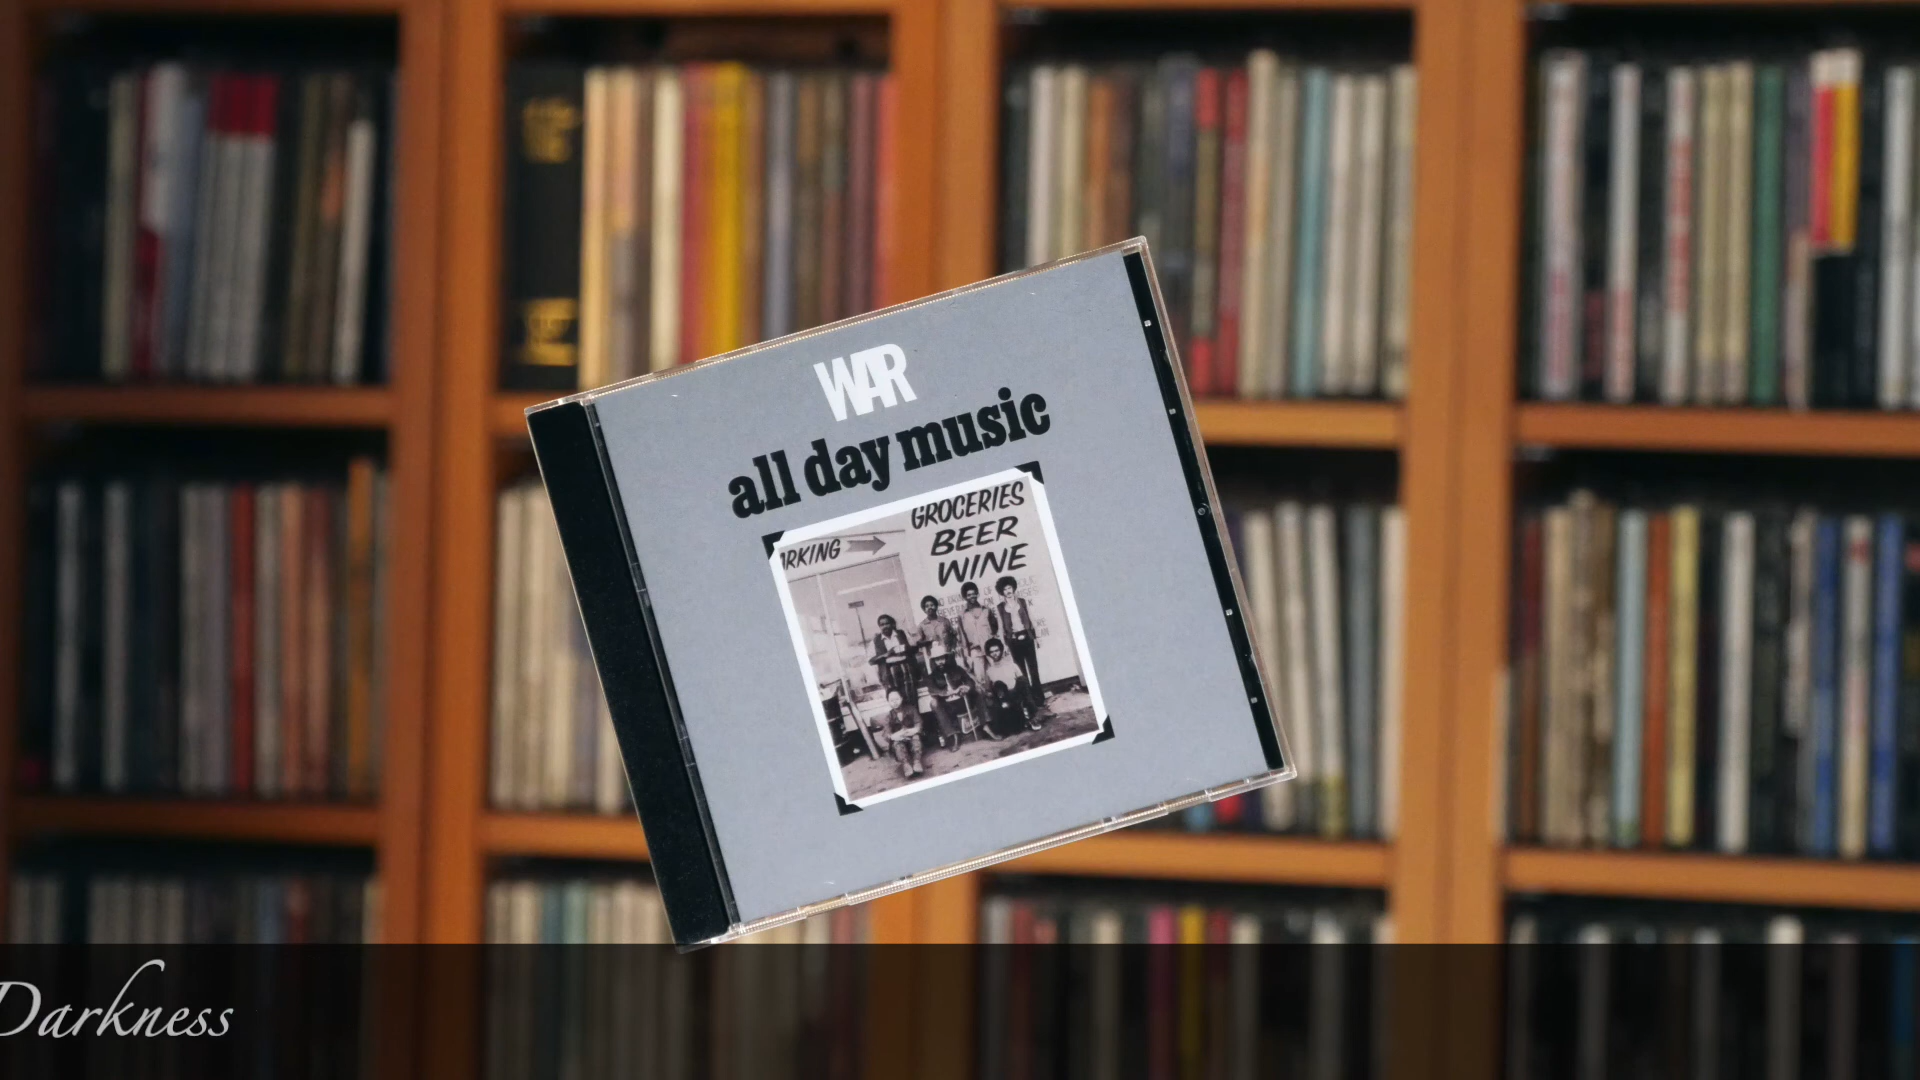 WAR
all day music
ARKING
GROCERIES
BEER
WINE
Darkness